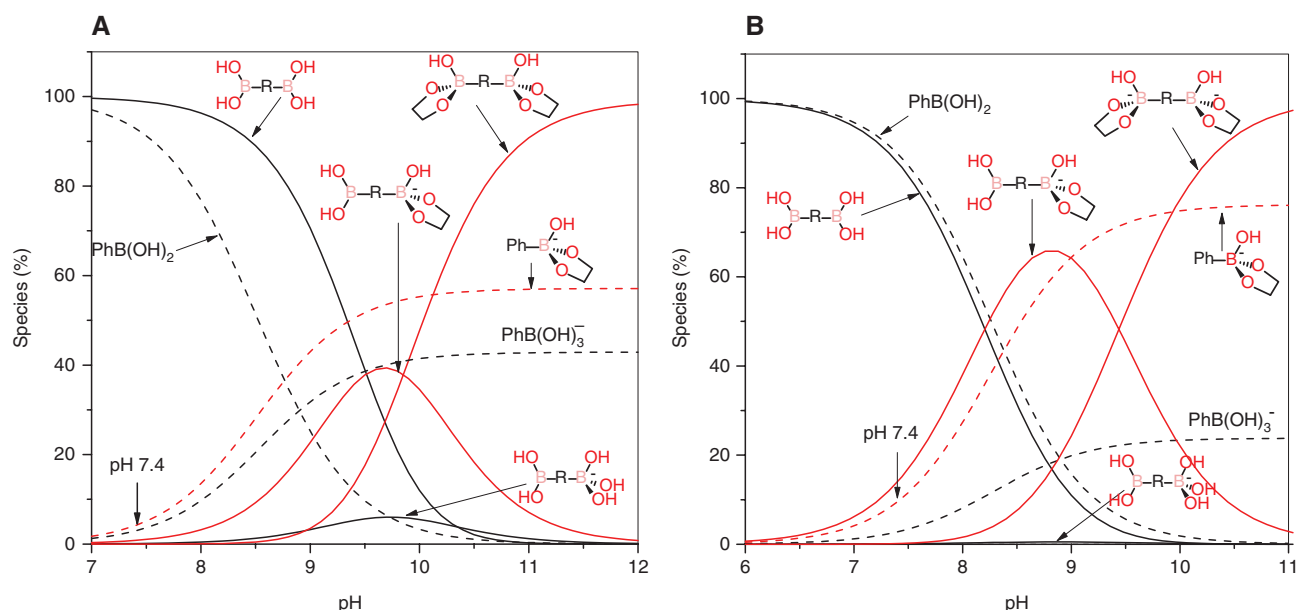 A
Species (%)
100
80
60
40
20
0
7
8
9
10
11
12
pH
HO
OH
B-R-B
HO
OH
HO
OH
O
B-R-B
O
O
O
HO
OH
B-R-B
-
HO
O
O
PhB(OH)2
OH
Ph-B
-
O
O
PhB(OH)3-
pH 7.4
HO
OH
B-R-B
-
OH
HO
OH
B
Species (%)
100
80
60
40
20
0
6
7
8
9
10
11
pH
PhB(OH)2
HO
OH
-
-
O
B-R-B
O
O
O
HO
OH
B-R-B
-
HO
O
O
HO
OH
B-R-B
HO
OH
OH
Ph-B
-
O
O
PhB(OH)3-
pH 7.4
HO
OH
B-R-B
-
OH
HO
OH